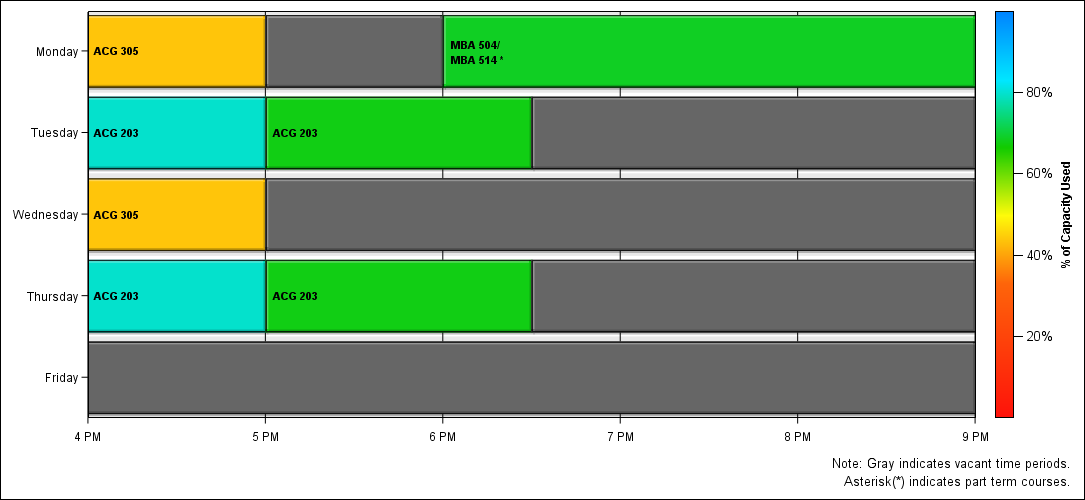 Monday
ACG 305
MBA 504/
MBA 514 *
Tuesday
ACG 203
ACG 203
Wednesday
ACG 305
Thursday
ACG 203
ACG 203
Friday
4 PM
5 PM
6 PM
7 PM
8 PM
9 PM
80%
60%
40%
20%
% of Capacity Used
Note: Gray indicates vacant time periods.
Asterisk(*) indicates part term courses.